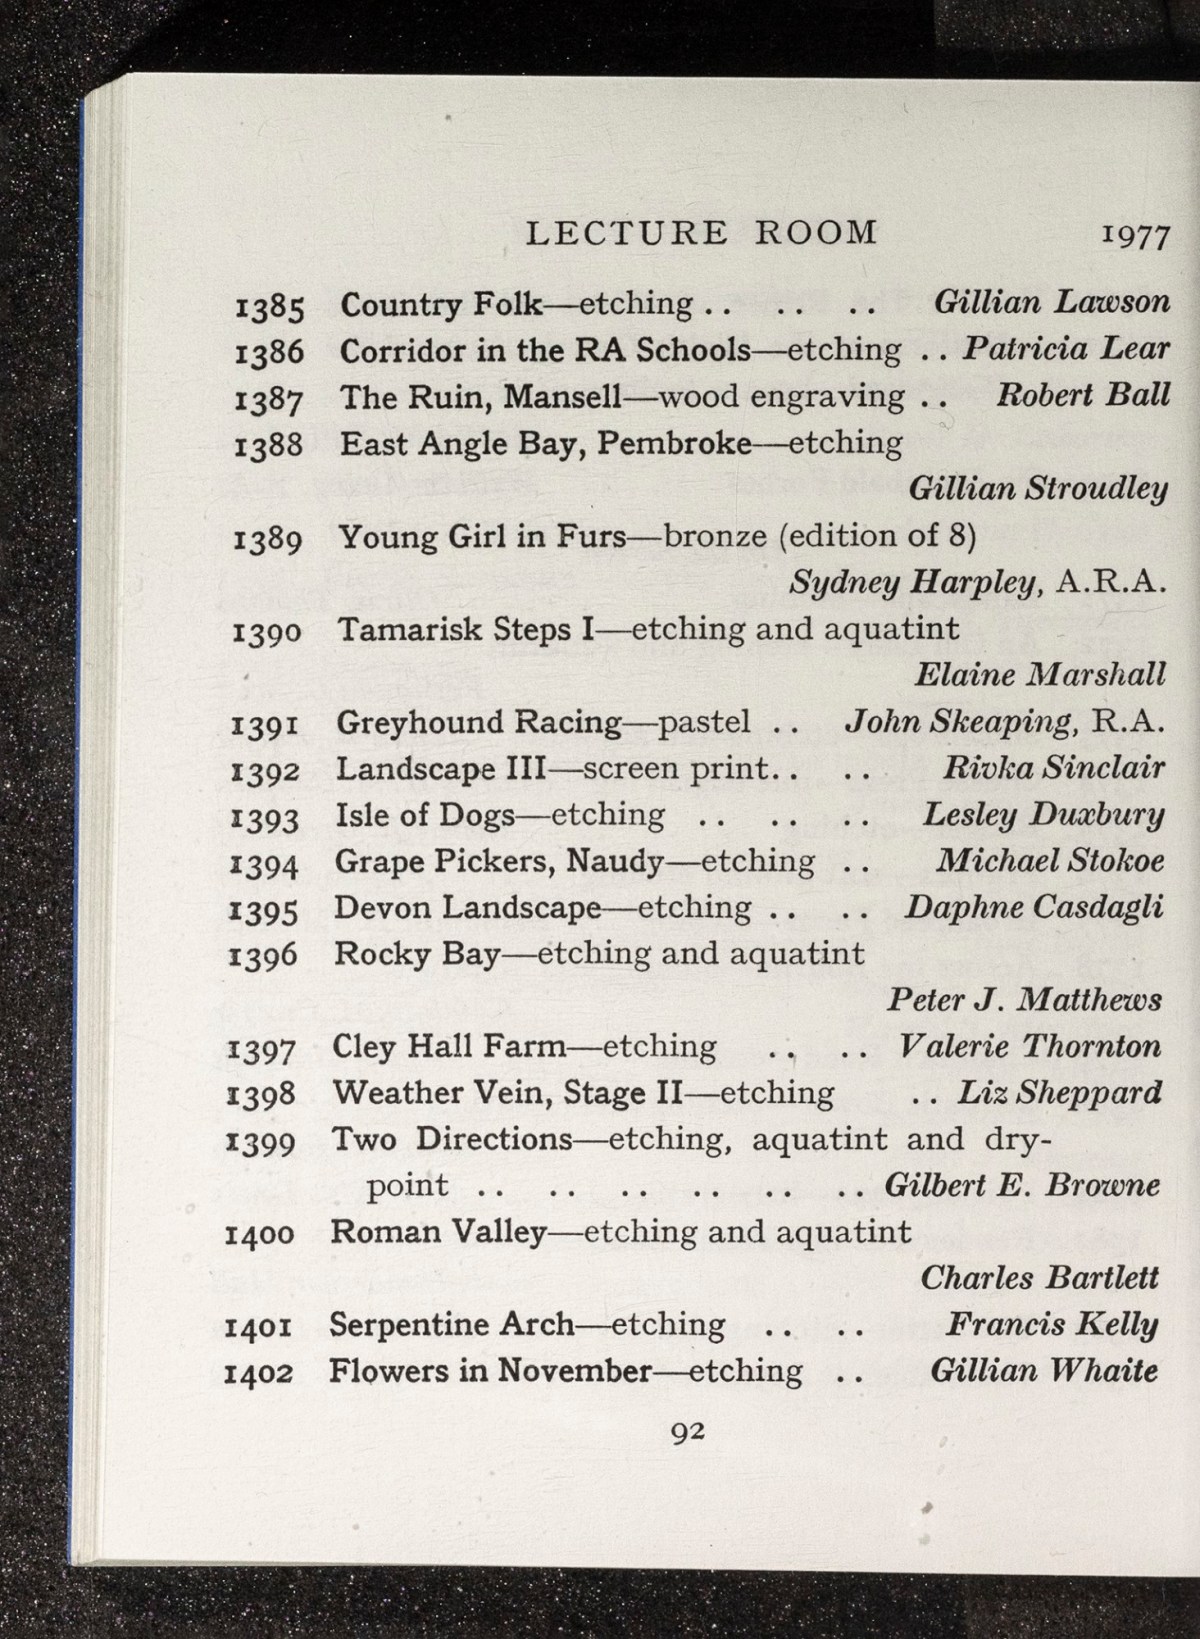 LECTURE ROOM 1977
1385 Country Folk—etching .. .. .. Gillian Lawson
1386 Corridor in the RA Schools—etching .. Patricia Lear
1387 The Ruin, Mansell—wood engraving .. Robert Ball
1388 East Angle Bay, Pembroke—etching
Gillian Stroudley
1389 Young Girl in Furs—bronze (edition of 8)
Sydney Harpley, A.R.A.
1390 Tamarisk Steps I—etching and aquatint
Elaine Marshall
1391 Greyhound Racing—pastel .. John Skeaping, R.A.
1392 Landscape III—screen print.. .. Rivka Sinclair
1393 Isle of Dogs—etching .. .. .. Lesley Duxbury
1394 Grape Pickers, Naudy—etching .. Michael Stokoe
1395 Devon Landscape—etching .. .. Daphne Casdagli
1396 Rocky Bay—etching and aquatint
Peter J. Matthews
1397 Cley Hall Farm—etching .. .. Valerie Thornton
1398 Weather Vein, Stage II—etching .. Liz Sheppard
1399 Two Directions—etching, aquatint and dry-
point .. .. .. .. .. .. Gilbert E. Browne
1400 Roman Valley—etching and aquatint
Charles Bartlett
1401 Serpentine Arch—etching .. .. Francis Kelly
1402 Flowers in November—etching .. Gillian Whaite
92